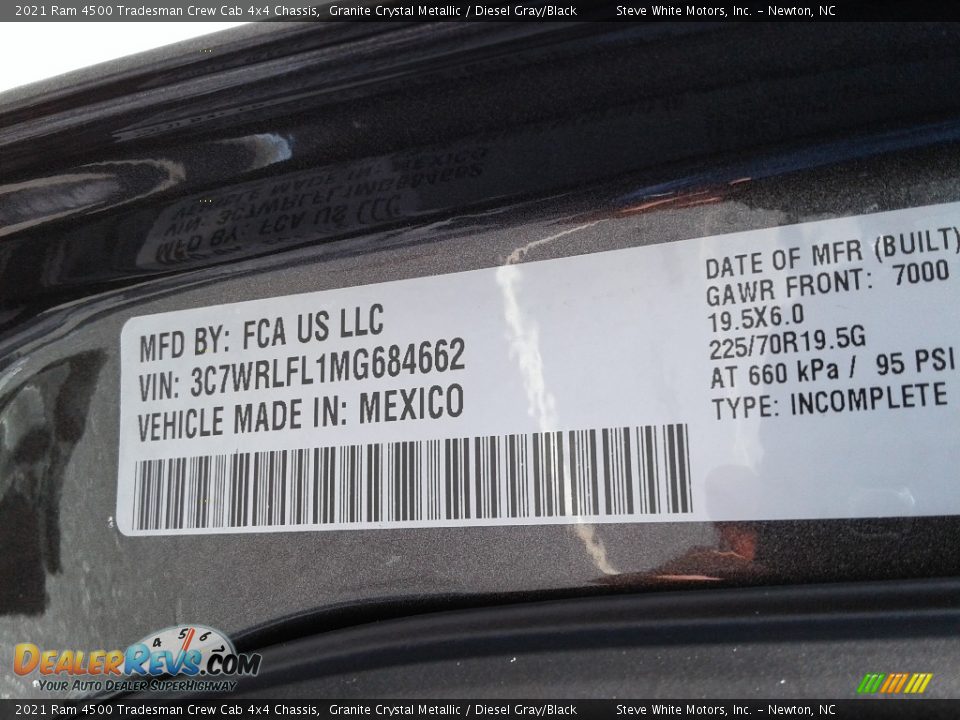 2021 Ram 4500 Tradesman Crew Cab 4x4 Chassis, Granite Crystal Metallic / Diesel Gray/Black Steve White Motors, Inc. – Newton, NC
MFD BY: FCA US LLC
VIN: 3C7WRLFL1MG684662
VEHICLE MADE IN: MEXICO
DATE OF MFR (BUILT)
GAWR FRONT: 7000
19.5X6.0
225/70R19.5G
AT 660 kPa / 95 PSI
TYPE: INCOMPLETE
4 5 6
DEALERREVS.COM
YOUR AUTO DEALER SUPERHIGHWAY
2021 Ram 4500 Tradesman Crew Cab 4x4 Chassis, Granite Crystal Metallic / Diesel Gray/Black Steve White Motors, Inc. – Newton, NC